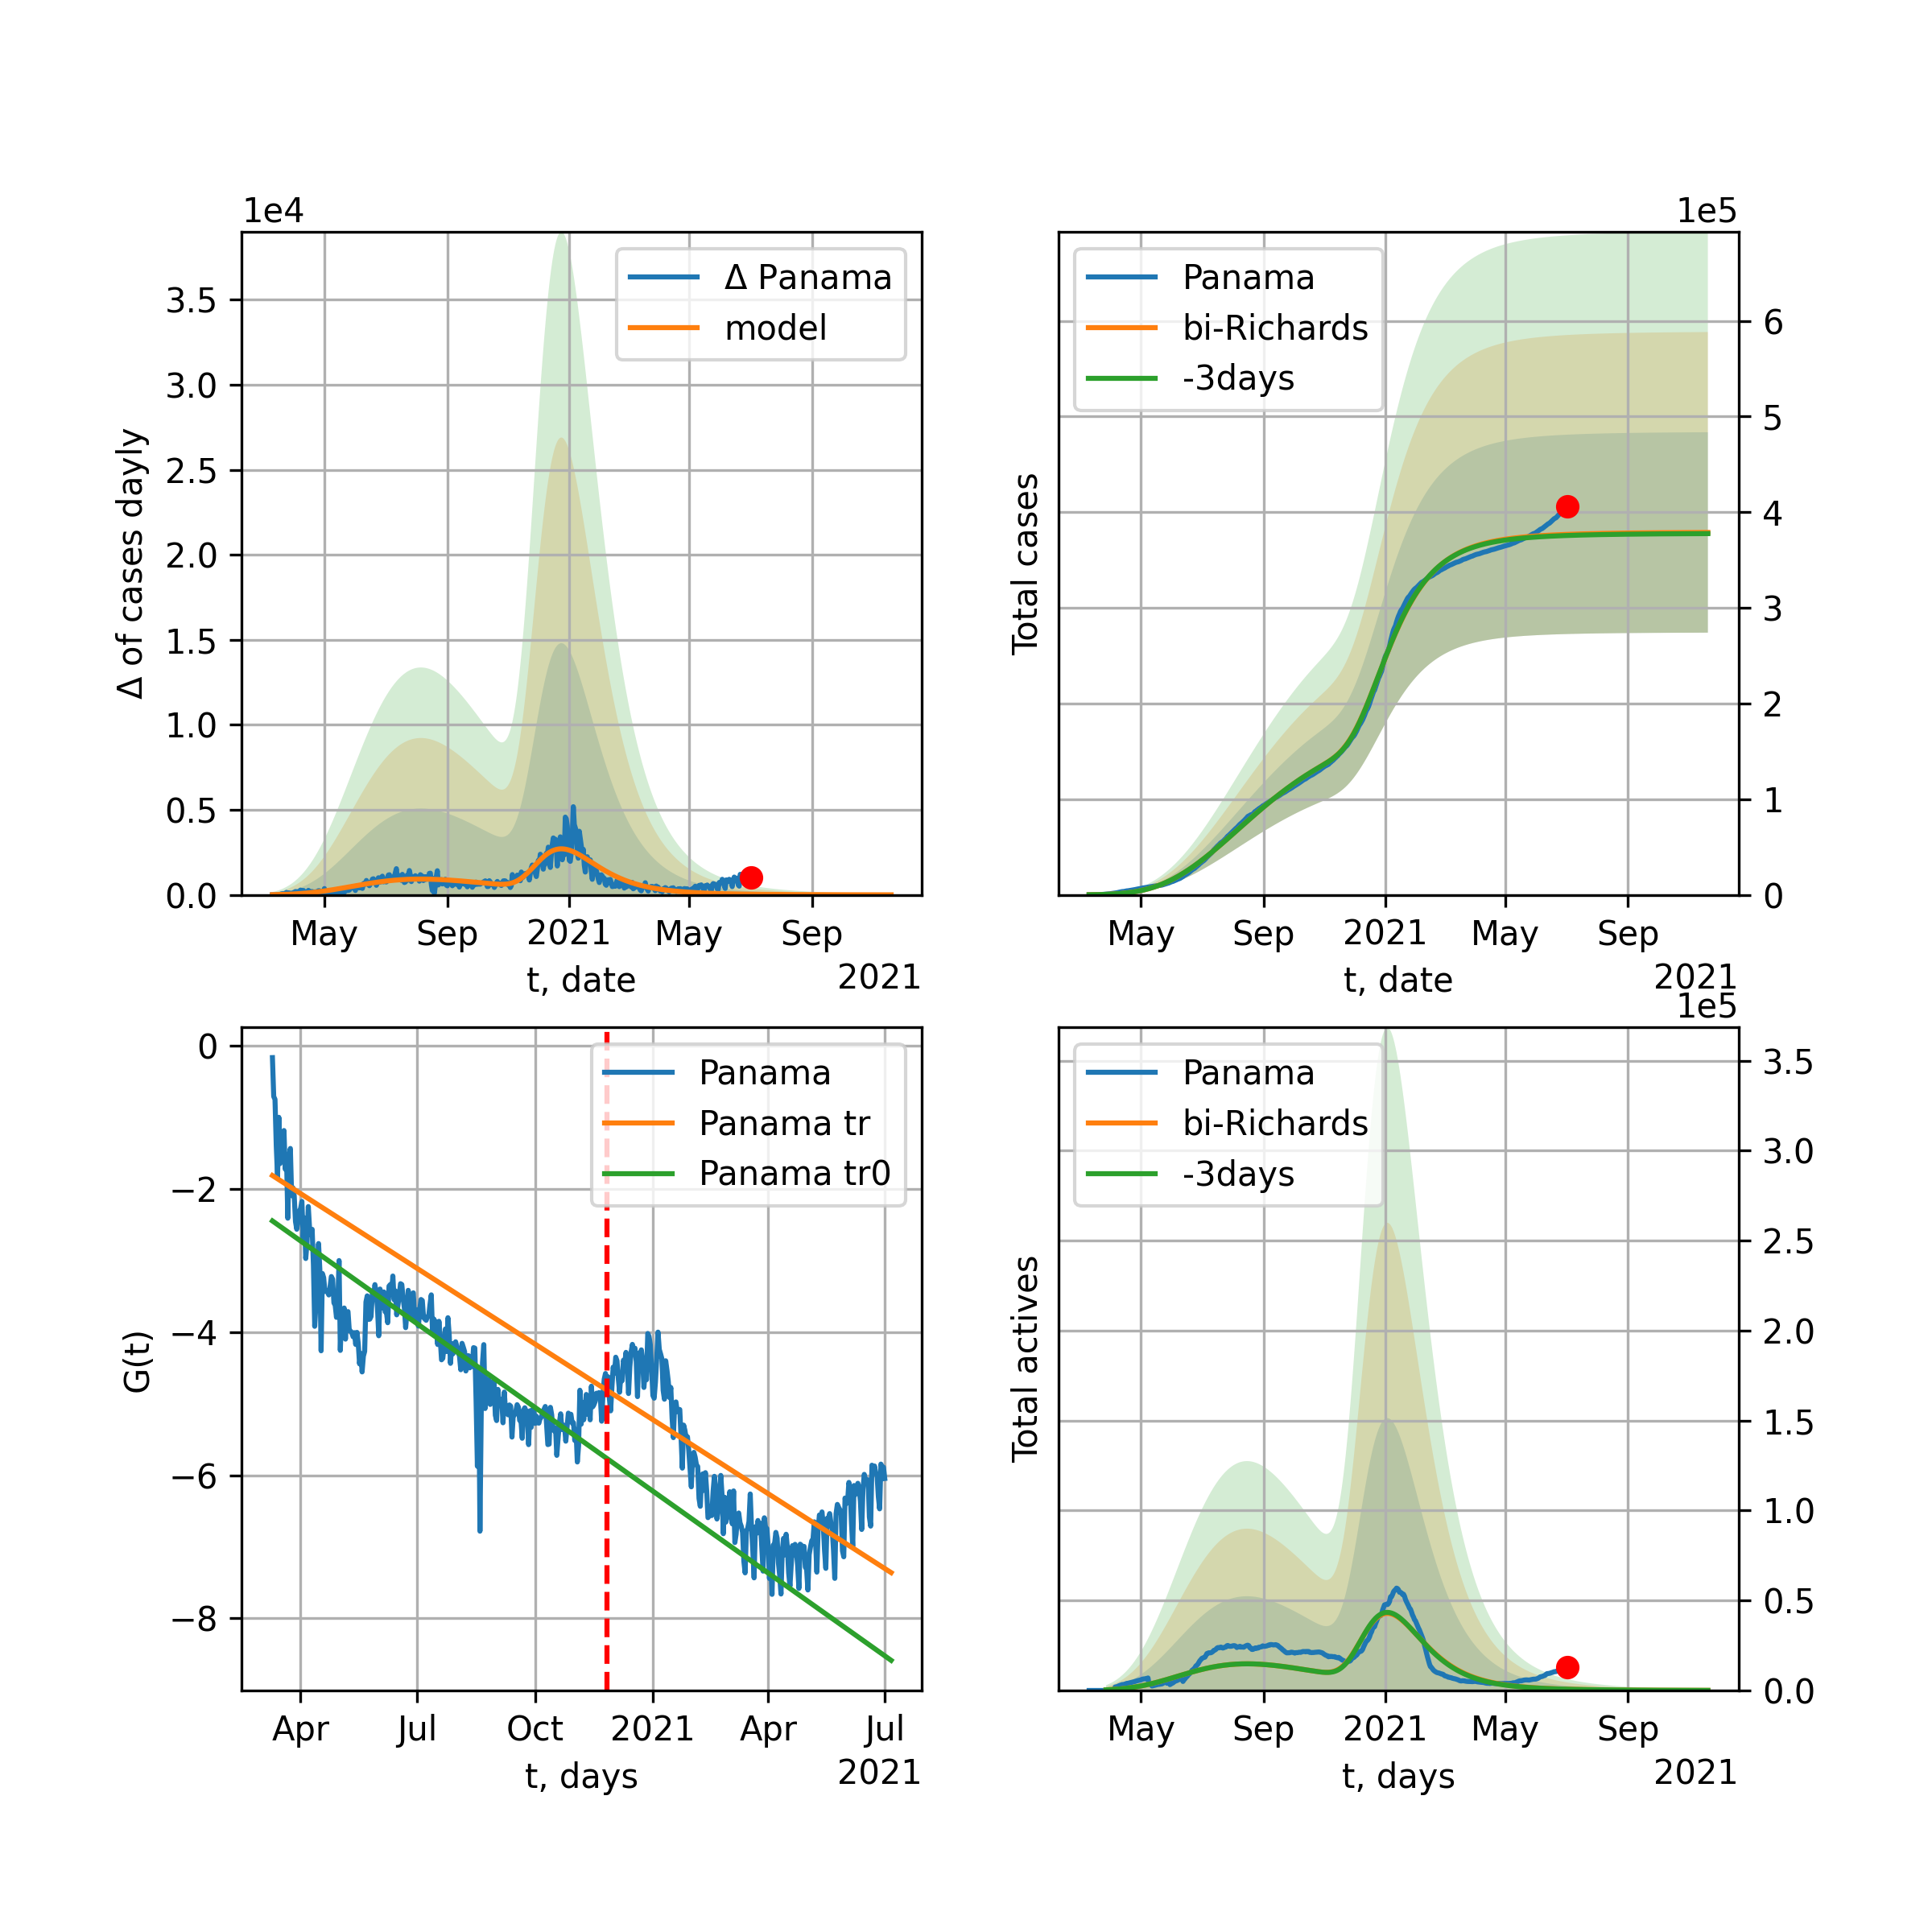 1e4
Δ of cases dayly
3.5
3.0
2.5
2.0
1.5
1.0
0.5
0.0
Δ Panama
model
May Sep 2021 May Sep
t, date
2021
1e5
Total cases
Panama
bi-Richards
-3days
6
5
4
3
2
1
0
May Sep 2021 May Sep
t, date
2021
G(t)
0
−2
−4
−6
−8
Panama
Panama tr
Panama tr0
Apr Jul Oct 2021 Apr Jul
t, days
2021
1e5
Total actives
Panama
bi-Richards
-3days
3.5
3.0
2.5
2.0
1.5
1.0
0.5
0.0
May Sep 2021 May Sep
t, days
2021